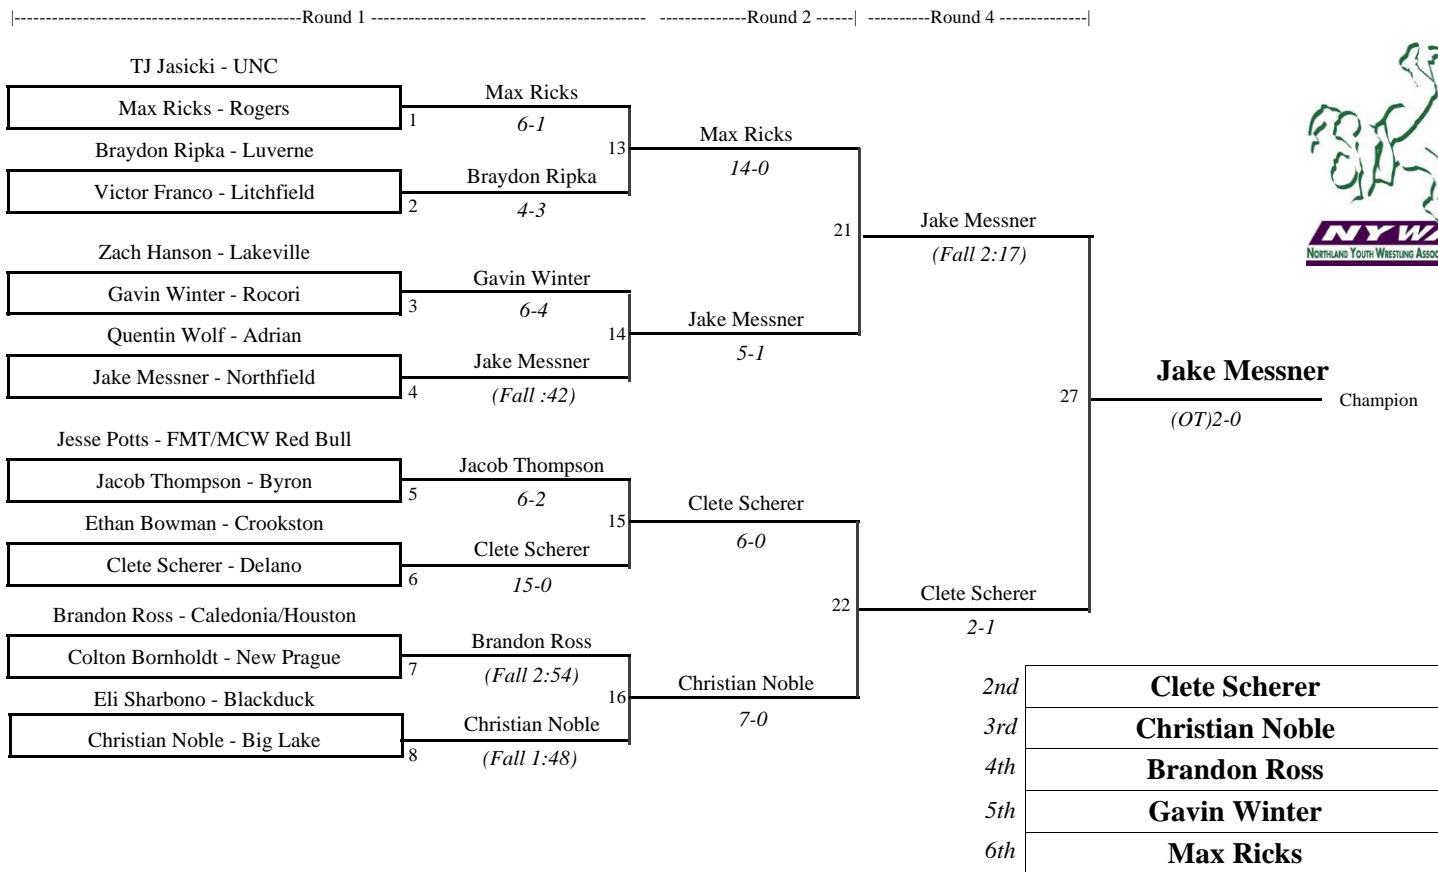 |-----------------------------------------------Round 1 --------------------------------------------- --------------Round 2 ------| ----------Round 4 --------------|
TJ Jasicki - UNC
Max Ricks - Rogers
1
Max Ricks
6-1
Braydon Ripka - Luverne
Victor Franco - Litchfield
2
Braydon Ripka
4-3
13
Max Ricks
14-0
Zach Hanson - Lakeville
Gavin Winter - Rocori
3
Gavin Winter
6-4
Quentin Wolf - Adrian
Jake Messner - Northfield
4
Jake Messner
(Fall :42)
14
Jake Messner
5-1
21
Jake Messner
(Fall 2:17)
Jesse Potts - FMT/MCW Red Bull
Jacob Thompson - Byron
5
Jacob Thompson
6-2
Ethan Bowman - Crookston
Clete Scherer - Delano
6
Clete Scherer
15-0
15
Clete Scherer
6-0
Brandon Ross - Caledonia/Houston
Colton Bornholdt - New Prague
7
Brandon Ross
(Fall 2:54)
Eli Sharbono - Blackduck
Christian Noble - Big Lake
8
Christian Noble
(Fall 1:48)
16
Christian Noble
7-0
22
Clete Scherer
2-1
27
Jake Messner
Champion
(OT)2-0
NYWA
NORTHLAND YOUTH WRESTLING ASSOC
2nd Clete Scherer
3rd Christian Noble
4th Brandon Ross
5th Gavin Winter
6th Max Ricks